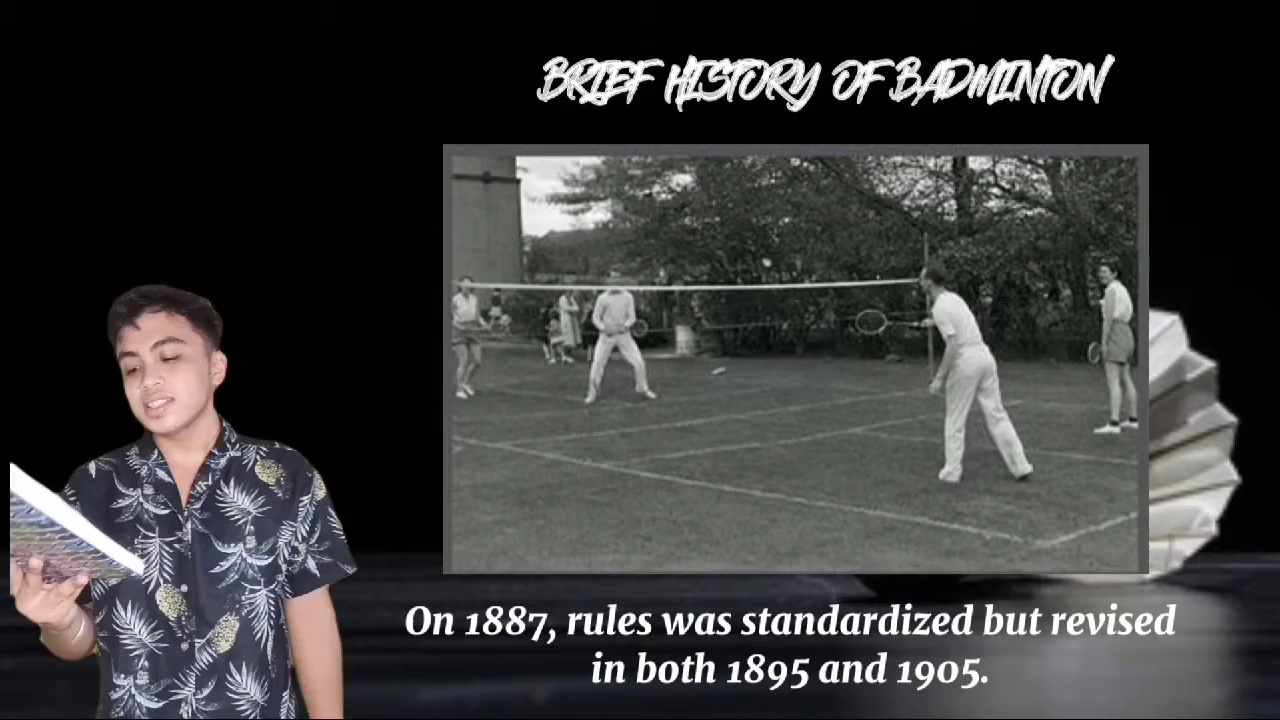 BRIEF HISTORY OF BADMINTON
On 1887, rules was standardized but revised
in both 1895 and 1905.